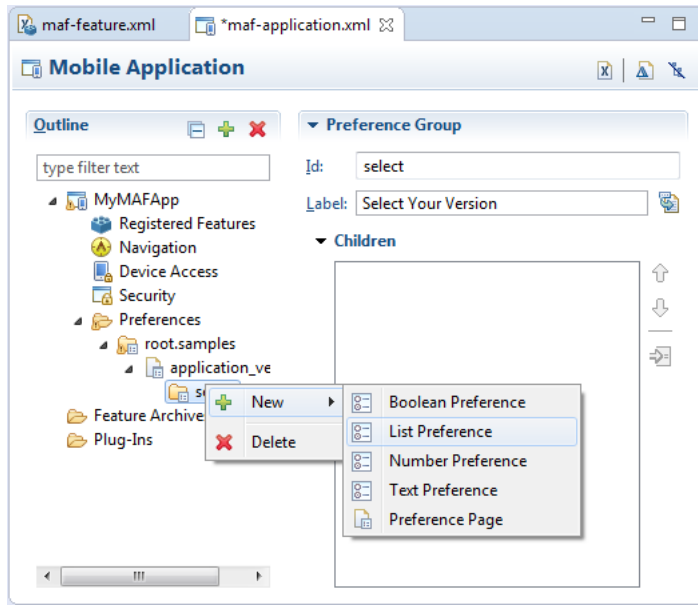 maf-feature.xml
*maf-application.xml
Mobile Application
Outline
type filter text
MyMAFApp
Registered Features
Navigation
Device Access
Security
Preferences
root.samples
application_ve
Feature Archive
Plug-Ins
New
Delete
Boolean Preference
List Preference
Number Preference
Text Preference
Preference Page
Preference Group
Id: select
Label: Select Your Version
Children